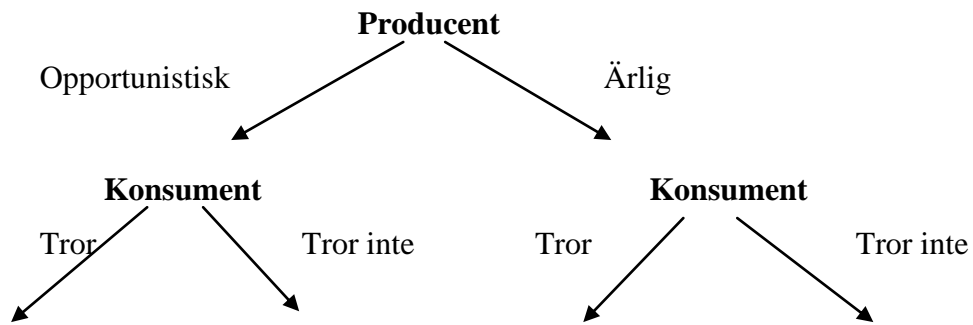 Producent
Opportunistisk Ärlig
Konsument Konsument
Tror Tror inte Tror Tror inte